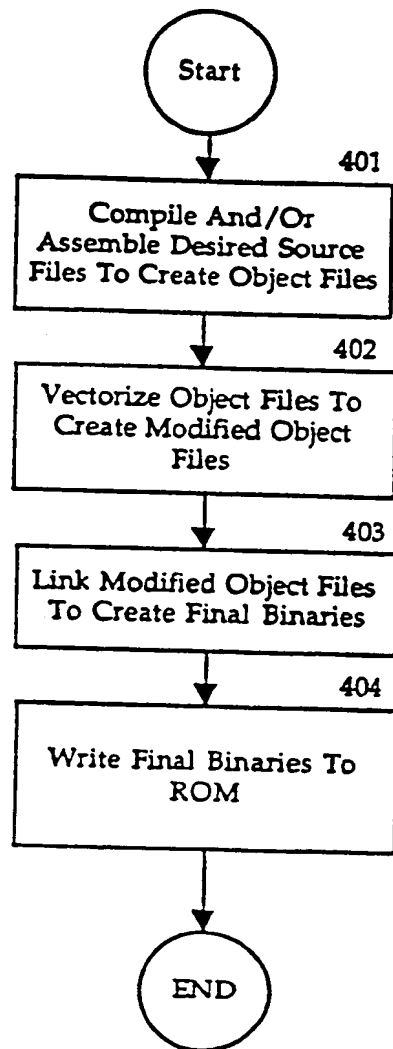 Start
401
Compile And/Or
Assemble Desired Source
Files To Create Object Files
402
Vectorize Object Files To
Create Modified Object
Files
403
Link Modified Object Files
To Create Final Binaries
404
Write Final Binaries To
ROM
END